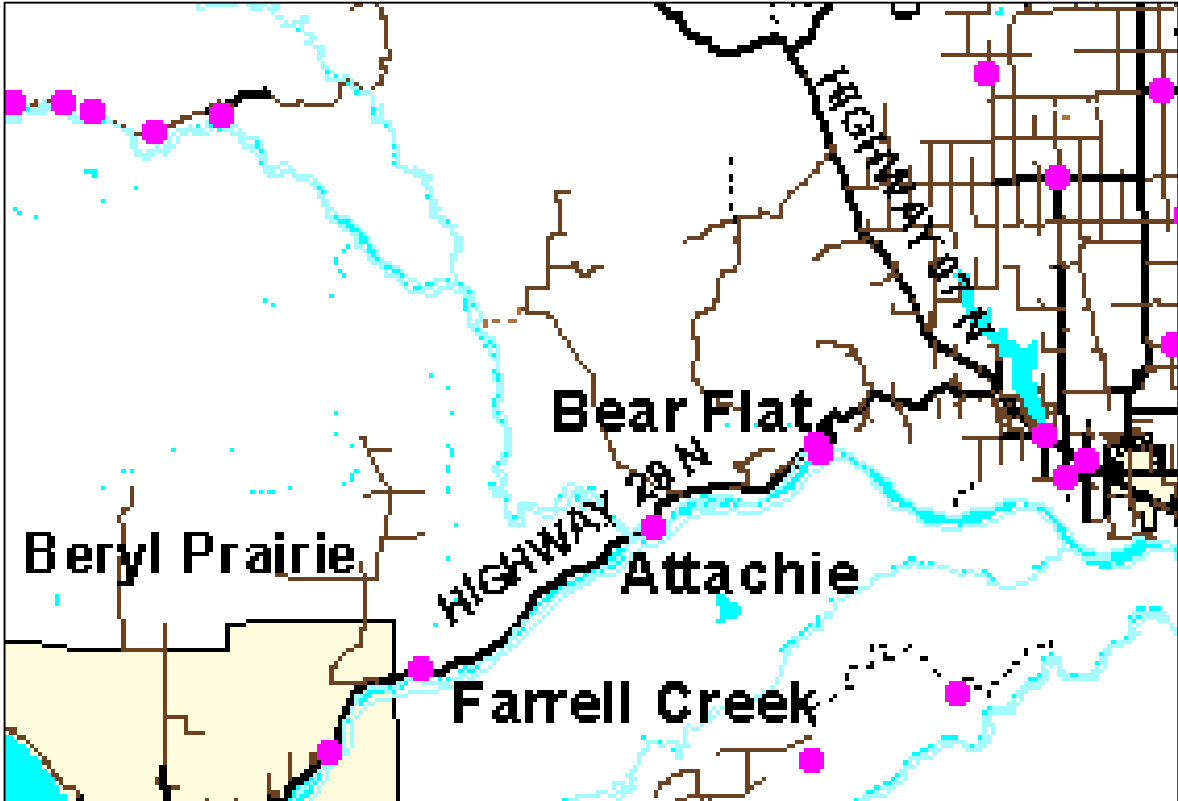 HIGHWAY 97 N
Bear Flat
HIGHWAY 29 N
Beryl Prairie
Attachie
Farrell Creek